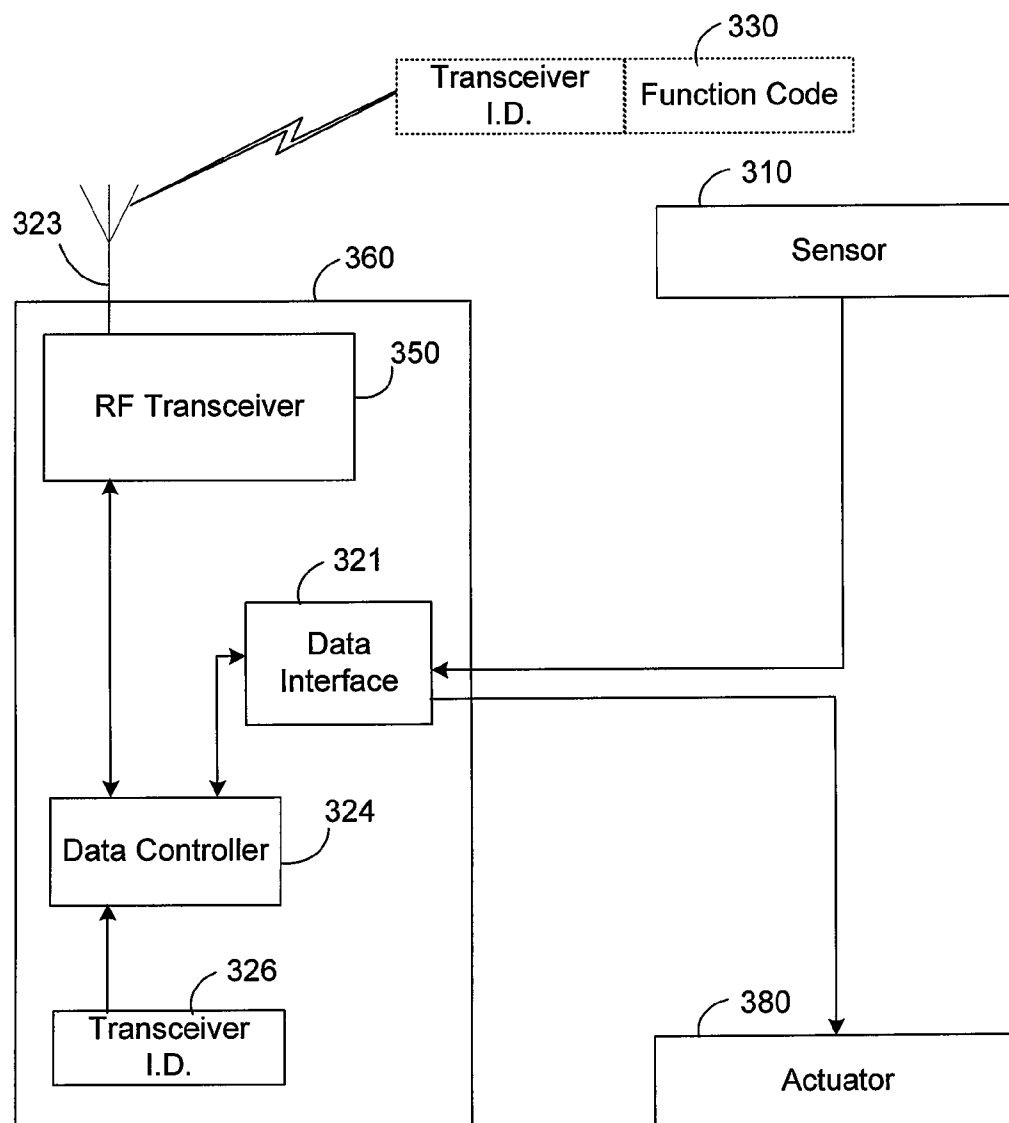 330
Transceiver
I.D.
Function Code
310
Sensor
323
360
350
RF Transceiver
321
Data
Interface
324
Data Controller
326
Transceiver
I.D.
380
Actuator